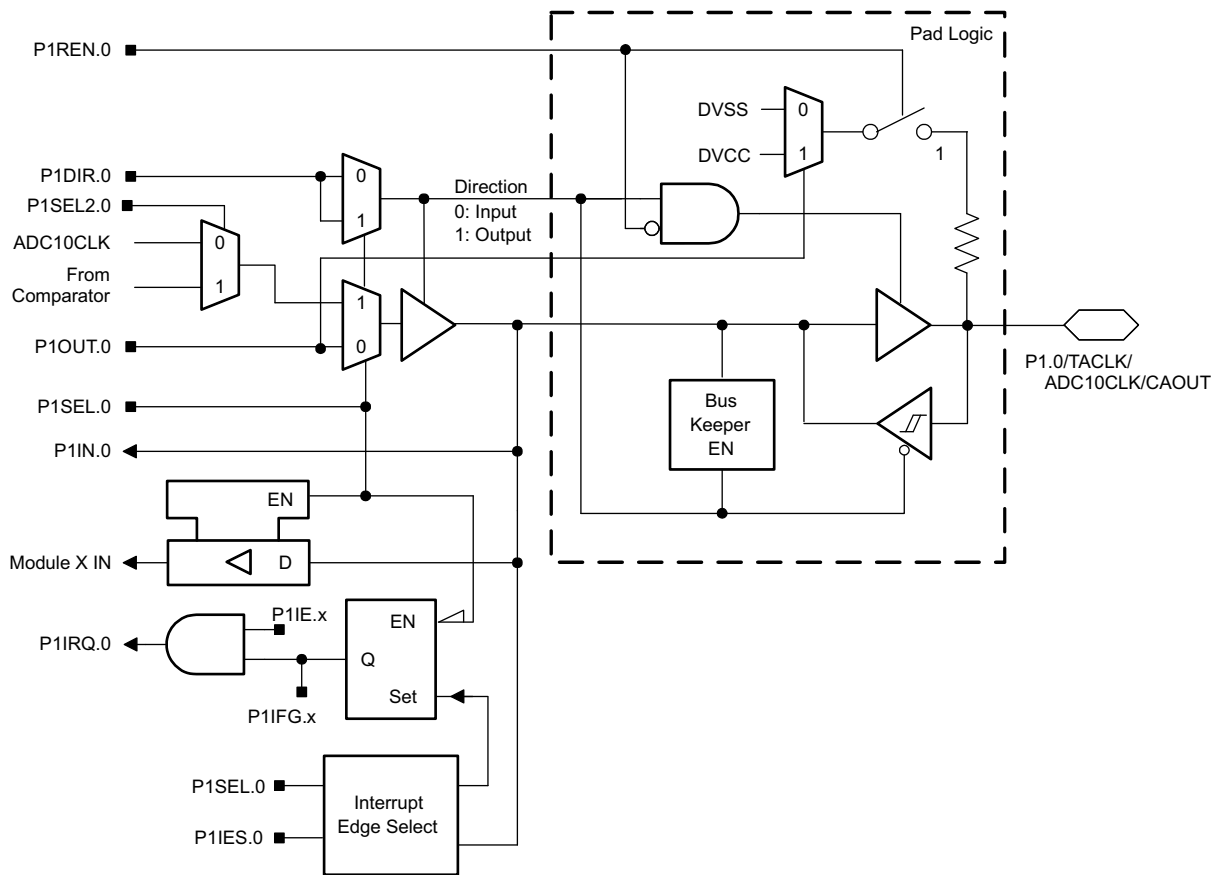 Pad Logic
P1REN.0
DVSS
0
DVCC
1
1
P1DIR.0
0
1
Direction
0: Input
1: Output
P1SEL2.0
ADC10CLK
0
From
Comparator
1
1
0
P1OUT.0
P1.0/TACLK/
ADC10CLK/CAOUT
P1SEL.0
Bus
Keeper
EN
P1IN.0
EN
Module X IN
D
P1IE.x
EN
P1IRQ.0
Q
Set
P1IFG.x
P1SEL.0
Interrupt
Edge Select
P1IES.0